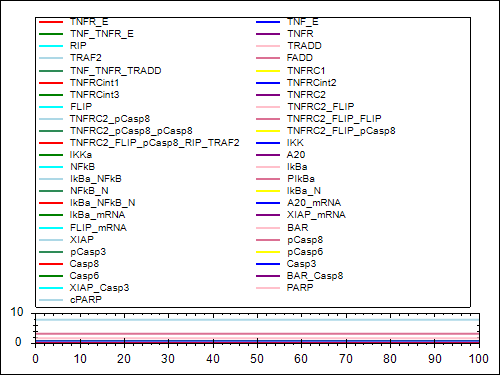 TNFR_E TNF_E
TNF_TNFR_E TNFR
RIP TRADD
TRAF2 FADD
TNF_TNFR_TRADD TNFRC1
TNFRCint1 TNFRCint2
TNFRCint3 TNFRC2
FLIP TNFRC2_FLIP
TNFRC2_pCasp8 TNFRC2_FLIP_FLIP
TNFRC2_pCasp8_pCasp8 TNFRC2_FLIP_pCasp8
TNFRC2_FLIP_pCasp8_RIP_TRAF2 IKK
IKKa A20
NFkB IkBa
IkBa_NFkB PIkBa
NFkB_N IkBa_N
IkBa_NFkB_N A20_mRNA
IkBa_mRNA XIAP_mRNA
FLIP_mRNA BAR
XIAP pCasp8
pCasp3 pCasp6
Casp8 Casp3
Casp6 BAR_Casp8
XIAP_Casp3 PARP
cPARP
10
0
0 10 20 30 40 50 60 70 80 90 100